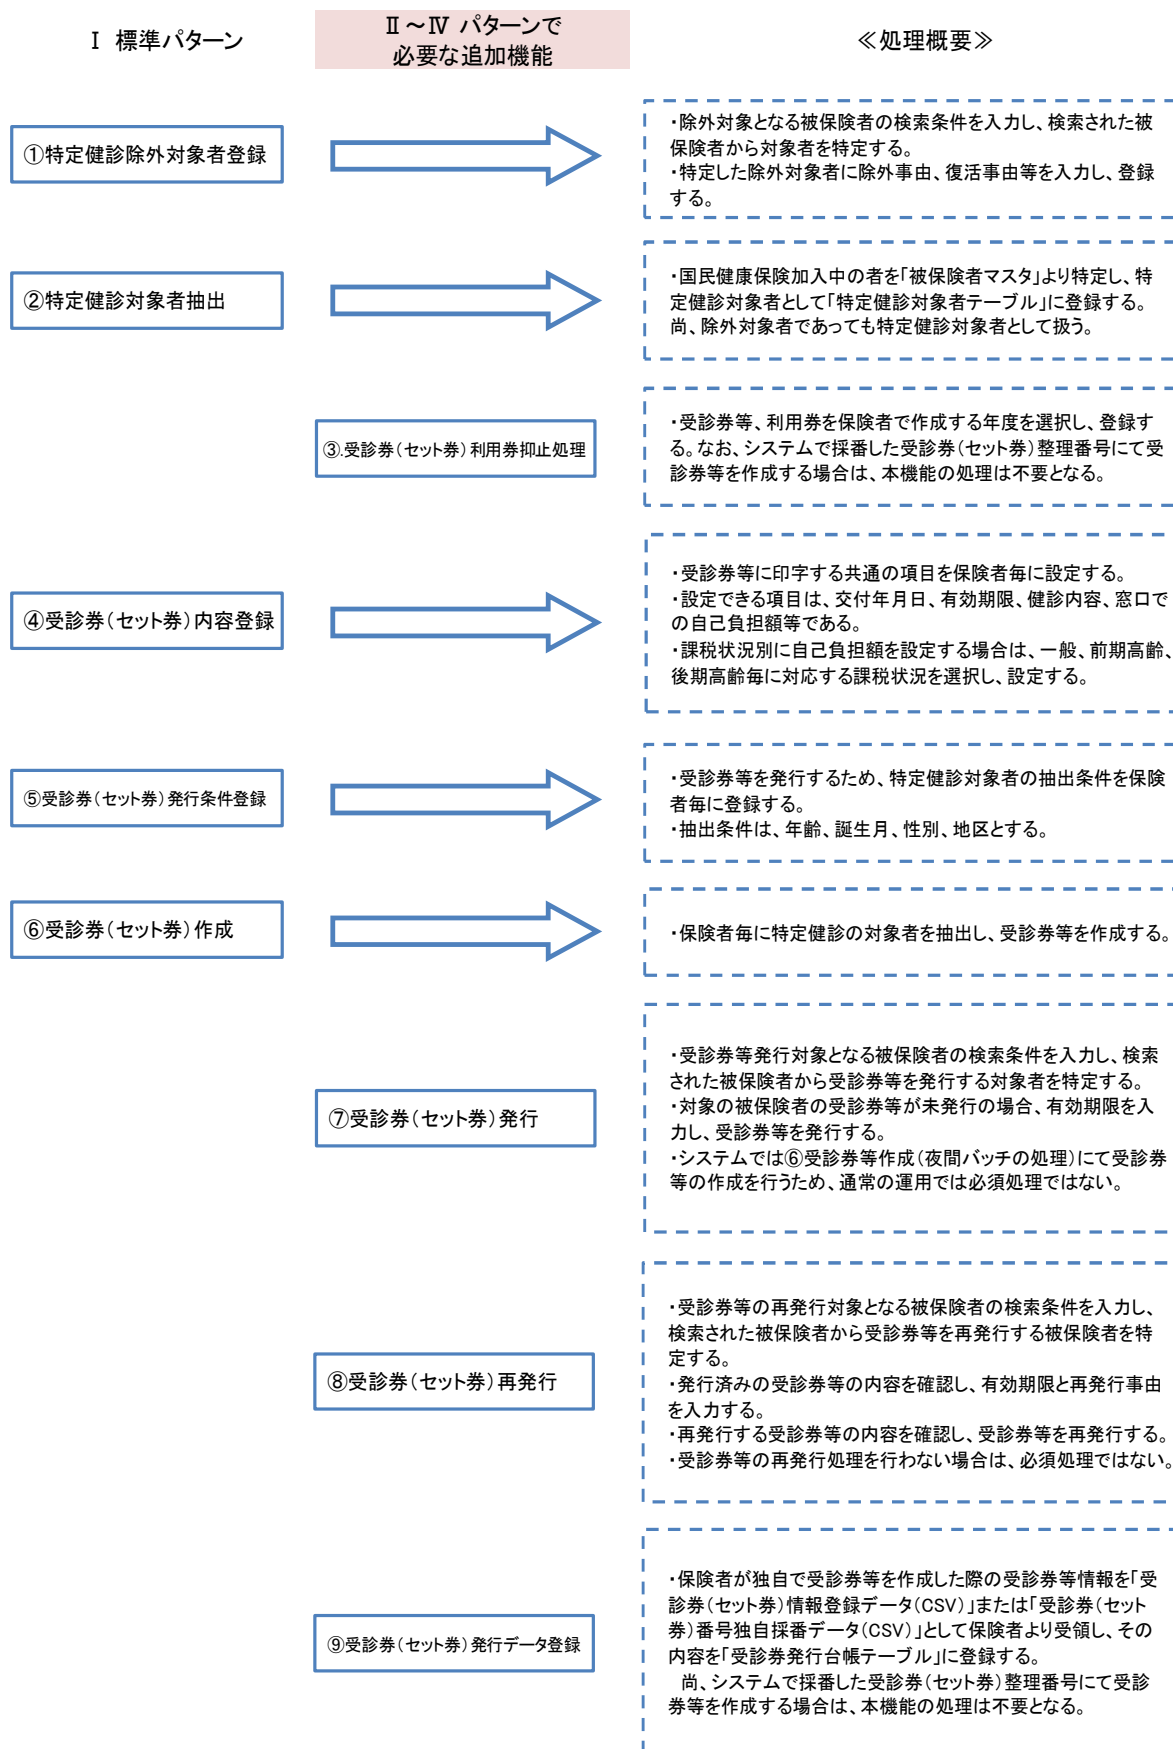 Ⅰ 標準パターン
Ⅱ～Ⅳ パターンで
必要な追加機能
≪処理概要≫
①特定健診除外対象者登録
・除外対象となる被保険者の検索条件を入力し、検索された被
保険者から対象者を特定する。
・特定した除外対象者に除外事由、復活事由等を入力し、登録
する。
②特定健診対象者抽出
・国民健康保険加入中の者を「被保険者マスタ」より特定し、特
定健診対象者として「特定健診対象者テーブル」に登録する。
尚、除外対象者であっても特定健診対象者として扱う。
③.受診券（セット券）利用券抑止処理
・受診券等、利用券を保険者で作成する年度を選択し、登録す
る。なお、システムで採番した受診券（セット券）整理番号にて受
診券等を作成する場合は、本機能の処理は不要となる。
④受診券（セット券）内容登録
・受診券等に印字する共通の項目を保険者毎に設定する。
・設定できる項目は、交付年月日、有効期限、健診内容、窓口で
の自己負担額等である。
・課税状況別に自己負担額を設定する場合は、一般、前期高齢、
後期高齢毎に対応する課税状況を選択し、設定する。
⑤受診券（セット券）発行条件登録
・受診券等を発行するため、特定健診対象者の抽出条件を保険
者毎に登録する。
・抽出条件は、年齢、誕生月、性別、地区とする。
⑥受診券（セット券）作成
・保険者毎に特定健診の対象者を抽出し、受診券等を作成する。
⑦受診券（セット券）発行
・受診券等発行対象となる被保険者の検索条件を入力し、検索
された被保険者から受診券等を発行する対象者を特定する。
・対象の被保険者の受診券等が未発行の場合、有効期限を入
力し、受診券等を発行する。
・システムでは⑥受診券等作成（夜間バッチの処理）にて受診券
等の作成を行うため、通常の運用では必須処理ではない。
⑧受診券（セット券）再発行
・受診券等の再発行対象となる被保険者の検索条件を入力し、
検索された被保険者から受診券等を再発行する被保険者を特
定する。
・発行済みの受診券等の内容を確認し、有効期限と再発行事由
を入力する。
・再発行する受診券等の内容を確認し、受診券等を再発行する。
・受診券等の再発行処理を行わない場合は、必須処理ではない。
⑨受診券（セット券）発行データ登録
・保険者が独自で受診券等を作成した際の受診券等情報を「受
診券（セット券）情報登録データ（CSV）」または「受診券（セット
券）番号独自採番データ（CSV）」として保険者より受領し、その
内容を「受診券発行台帳テーブル」に登録する。
尚、システムで採番した受診券（セット券）整理番号にて受診
券等を作成する場合は、本機能の処理は不要となる。